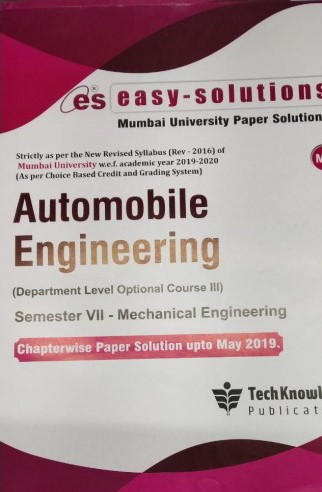 es easy-solutions
Mumbai University Paper Solution
Strictly as per the New Revised Syllabus (Rev - 2016) of
Mumbai University w.e.f. academic year 2019-2020
(As per Choice Based Credit and Grading System)
M
Automobile
Engineering
(Department Level Optional Course III)
Semester VII - Mechanical Engineering
Chapterwise Paper Solution upto May 2019.
TechKnowl
Publicat